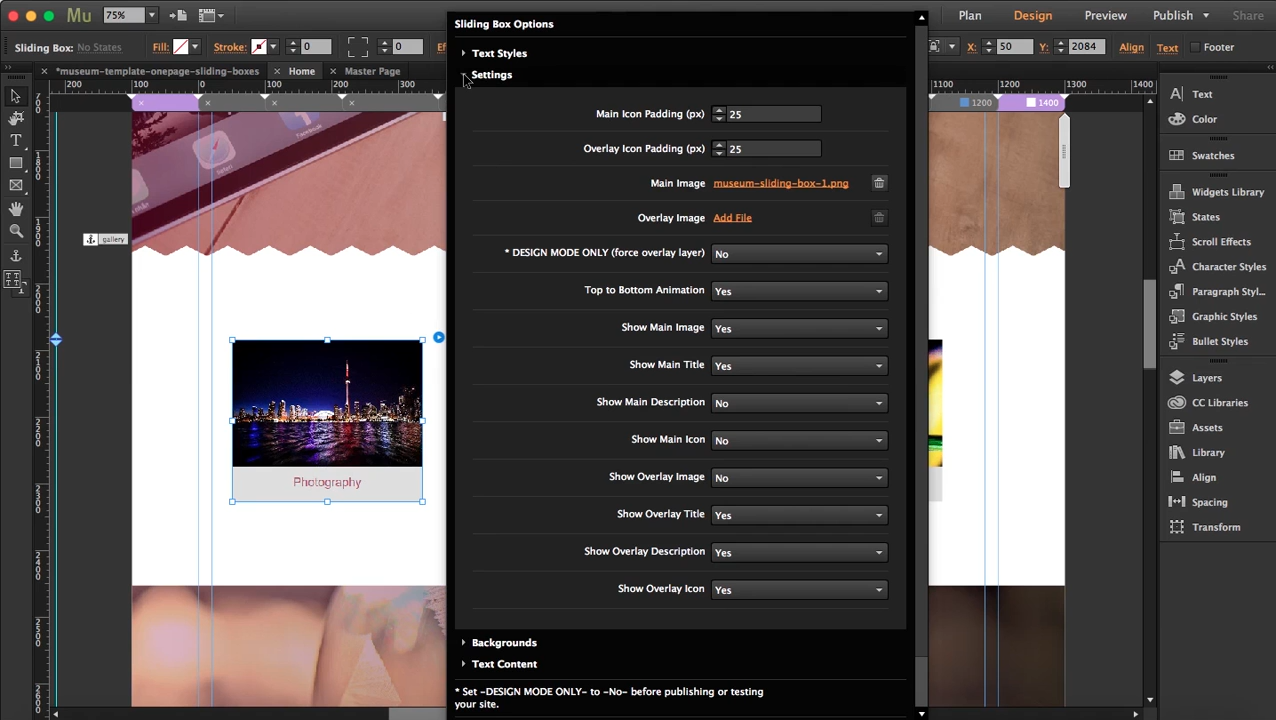 Mu
75%
Plan
Design
Preview
Publish
Share
Sliding Box: No States
Fill:
Stroke:
0
0
X: 50
Y: 2084
Align
Text
Footer
*museum-template-onepage-sliding-boxes
Home
Master Page
200
100
0
100
200
300
1100
1200
1400
1200
1400
Sliding Box Options
Text Styles
Settings
Main Icon Padding (px) 25
Overlay Icon Padding (px) 25
Main Image museum-sliding-box-1.png
Overlay Image Add File
* DESIGN MODE ONLY (force overlay layer) No
Top to Bottom Animation Yes
Show Main Image Yes
Show Main Title Yes
Show Main Description No
Show Main Icon No
Show Overlay Image No
Show Overlay Title Yes
Show Overlay Description Yes
Show Overlay Icon Yes
Backgrounds
Text Content
* Set -DESIGN MODE ONLY- to -No- before publishing or testing
your site.
gallery
Photography
Text
Color
Swatches
Widgets Library
States
Scroll Effects
Character Styles
Paragraph Styl...
Graphic Styles
Bullet Styles
Layers
CC Libraries
Assets
Library
Align
Spacing
Transform